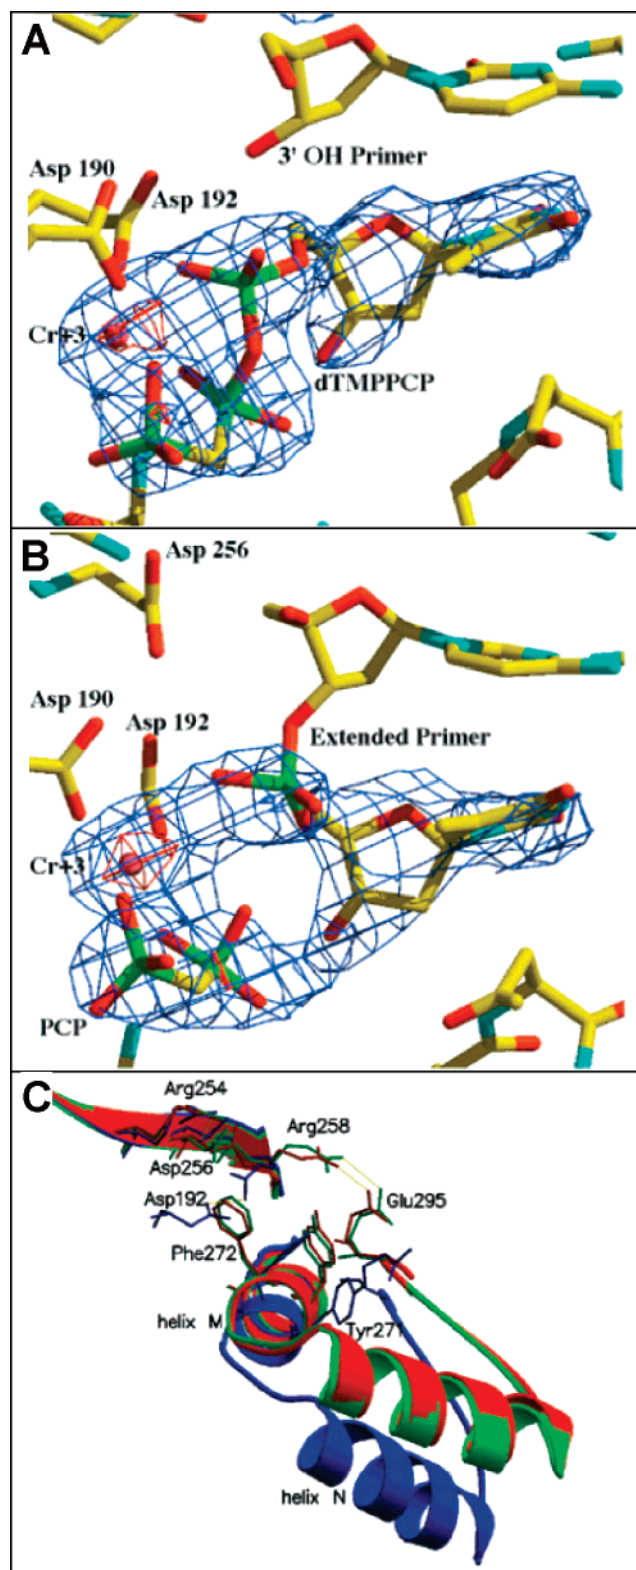 A
3' OH Primer
Asp 190
Asp 192
Cr+3
dTMPPCP
B
Asp 256
Asp 190
Asp 192
Extended Primer
Cr+3
PCP
C
Arg254
Arg258
Asp256
Asp192
Glu295
Phe272
helix M
Tyr271
helix N